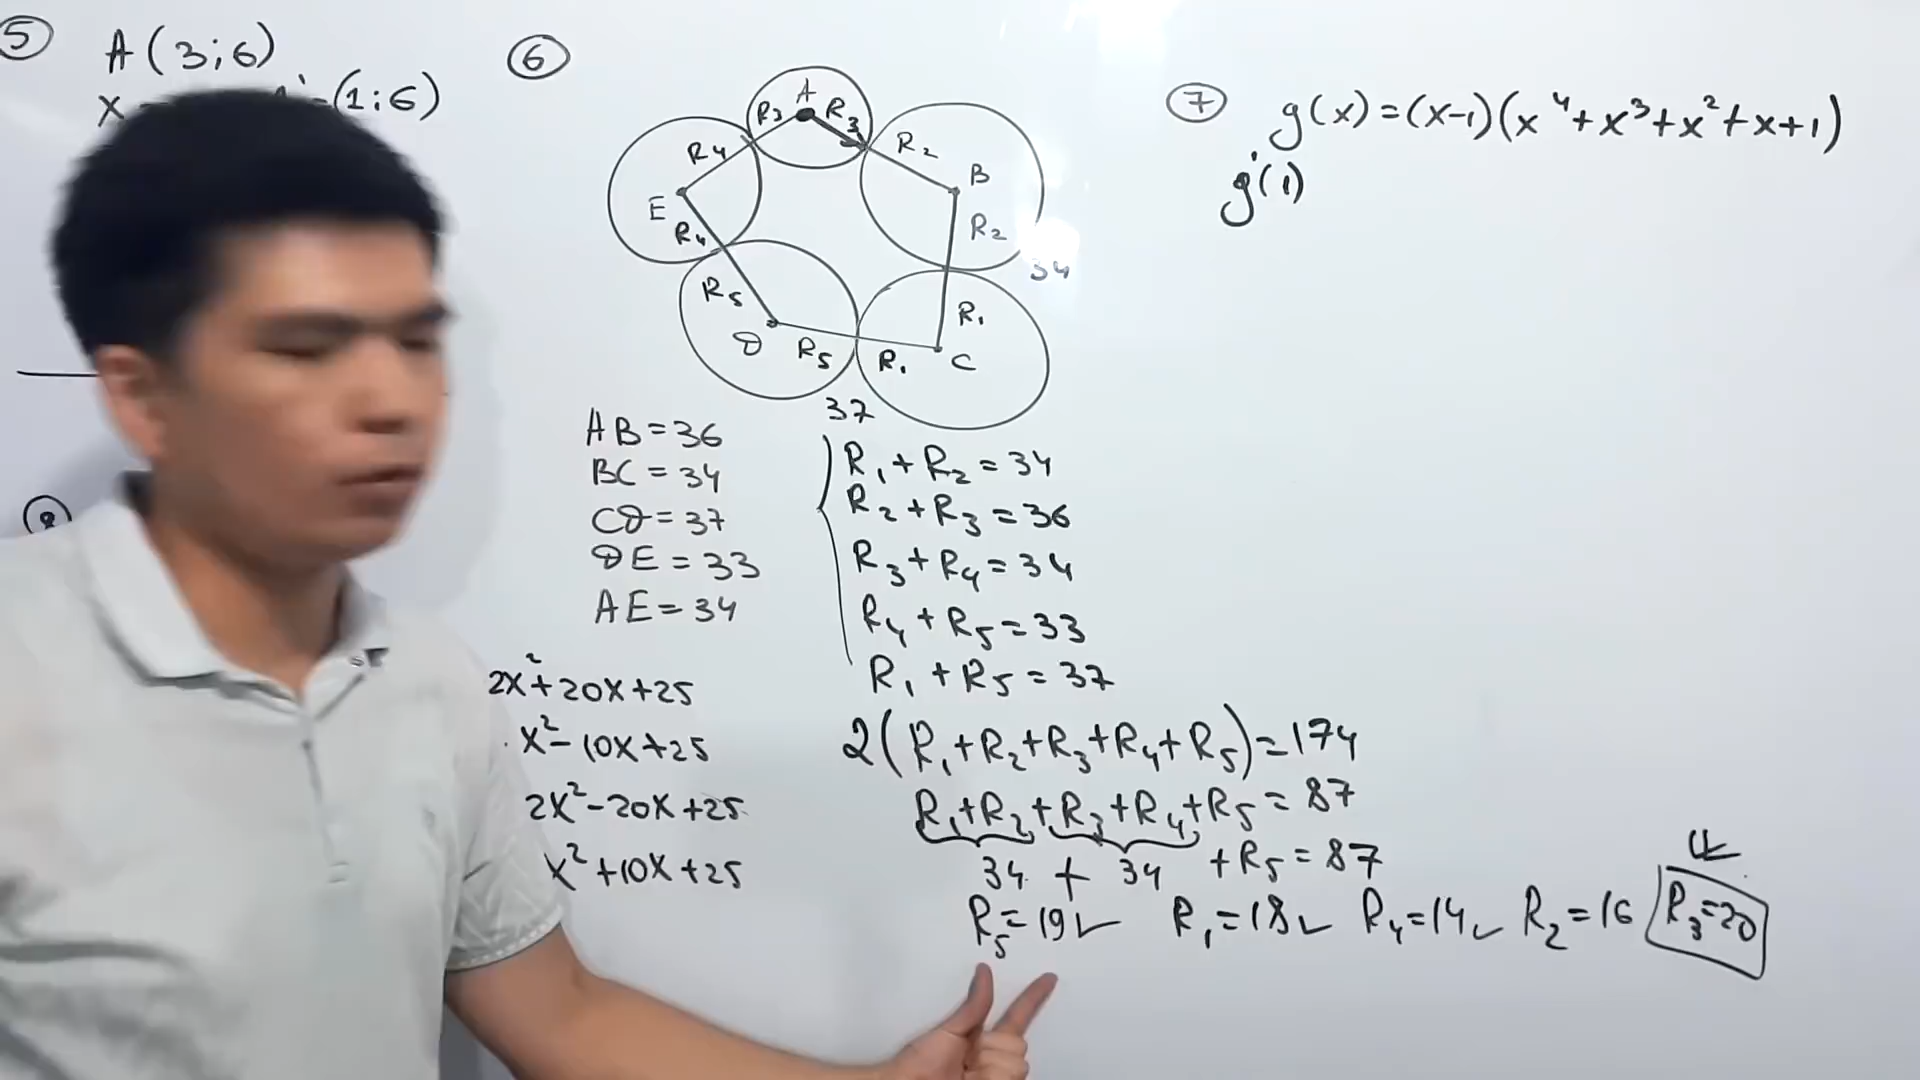 5 A(3;6)
x A'-(1;6)
8
6
A
R3 R3
R4 R2
E B
R4 R2
34
R5 R1
D R5 R1 C
37
AB=36
BC=34
CD=37
DE=33
AE=34
R1+R2=34
R2+R3=36
R3+R4=34
R4+R5=33
R1+R5=37
2x²+20x+25
x²-10x+25
2x²-20x+25
x²+10x+25
2(R1+R2+R3+R4+R5)=174
R1+R2+R3+R4+R5=87
34+34+R5=87
R5=19 R1=18 R4=14 R2=16 R3=20
7 g(x)=(x-1)(x⁴+x³+x²+x+1)
g'(1)